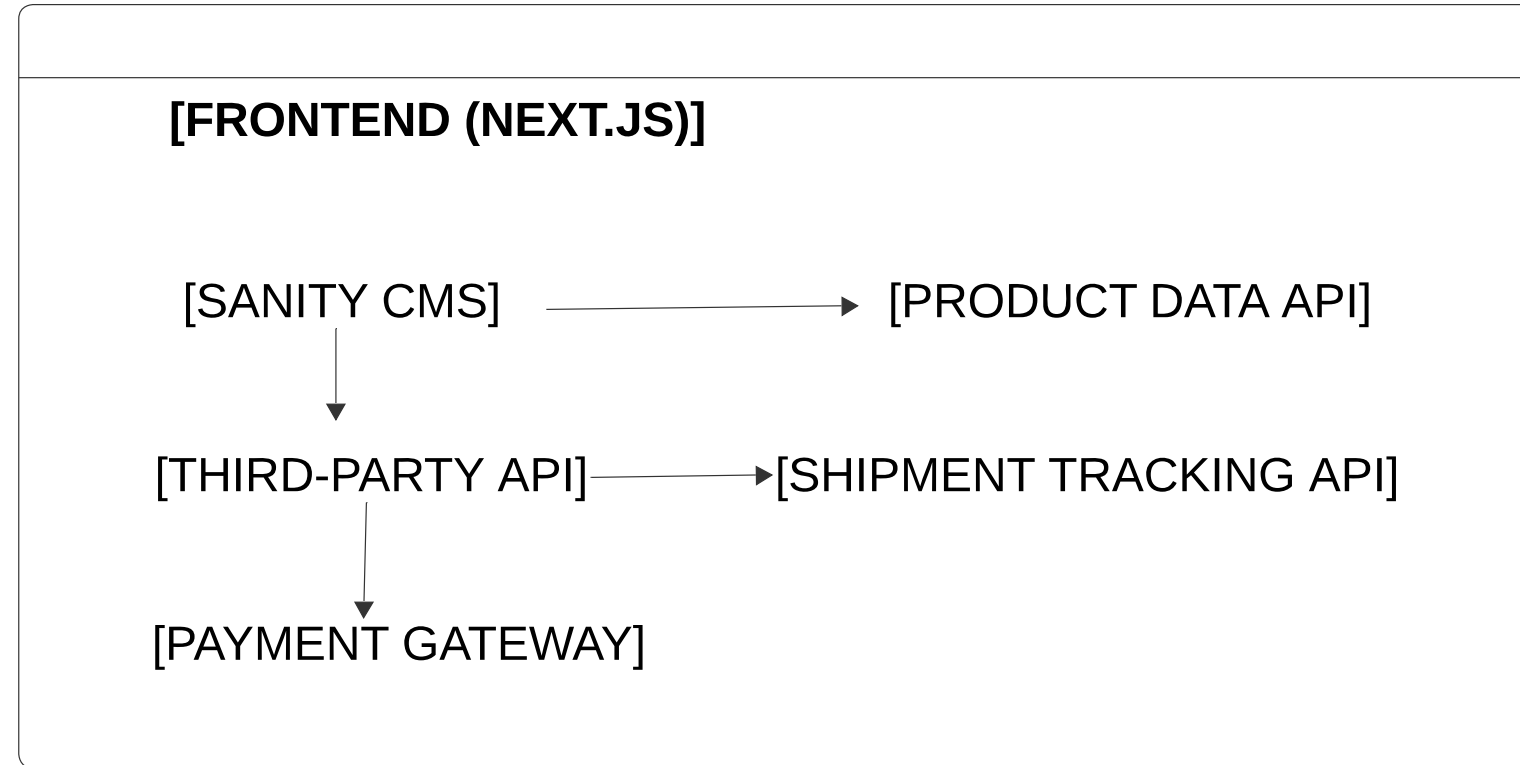 [FRONTEND (NEXT.JS)]
[SANITY CMS] [PRODUCT DATA API]
[THIRD-PARTY API] [SHIPMENT TRACKING API]
[PAYMENT GATEWAY]